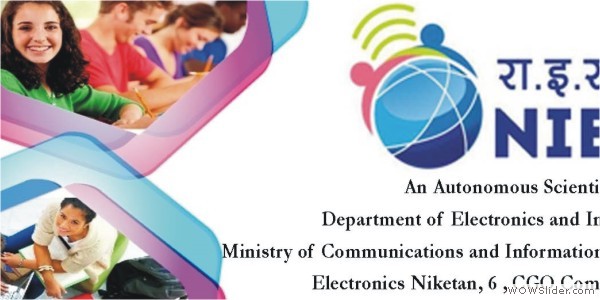 रा.इ.स
NIE
An Autonomous Scienti
Department of Electronics and In
Ministry of Communications and Information
Electronics Niketan, 6 , CGO Com
WOWSlider.com